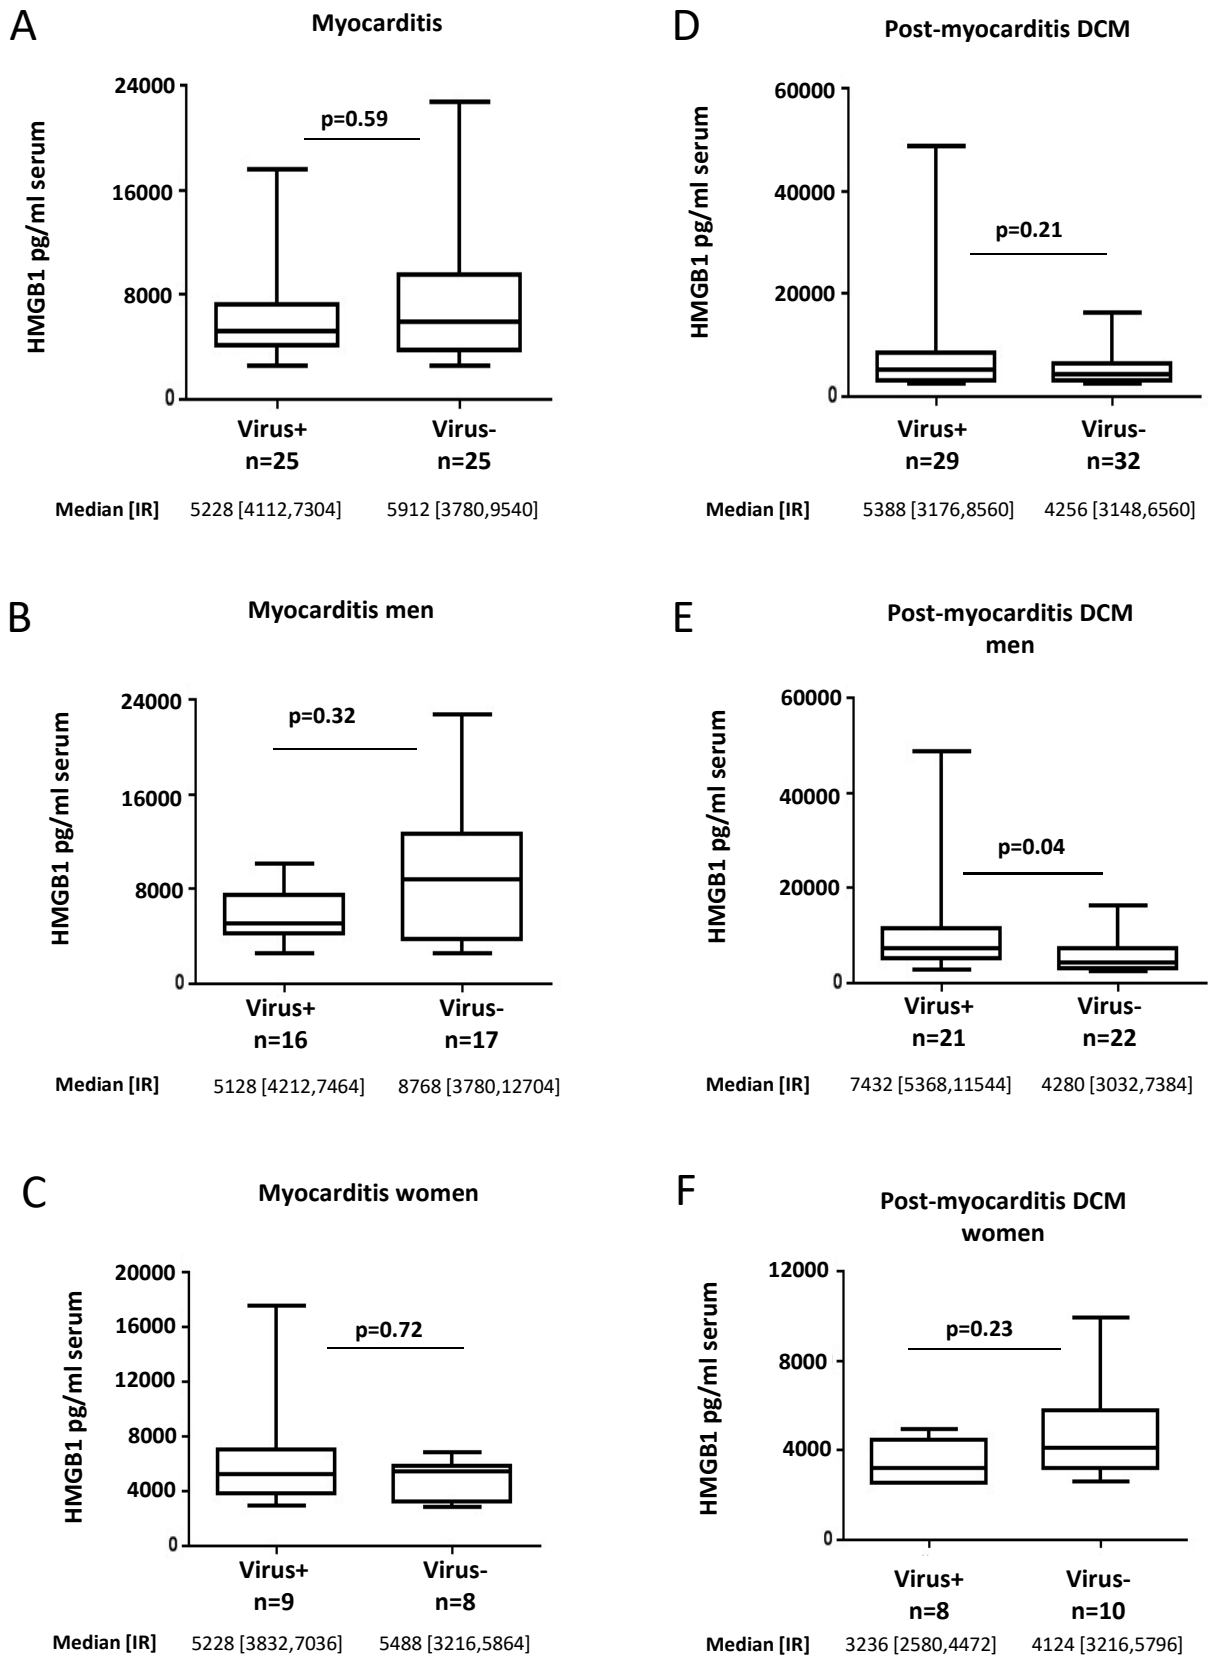 A
Myocarditis
HMGB1 pg/ml serum
24000
16000
8000
0
p=0.59
Virus+
n=25
Virus-
n=25
Median [IR] 5228 [4112,7304] 5912 [3780,9540]
D
Post-myocarditis DCM
HMGB1 pg/ml serum
60000
40000
20000
0
p=0.21
Virus+
n=29
Virus-
n=32
Median [IR] 5388 [3176,8560] 4256 [3148,6560]
B
Myocarditis men
HMGB1 pg/ml serum
24000
16000
8000
0
p=0.32
Virus+
n=16
Virus-
n=17
Median [IR] 5128 [4212,7464] 8768 [3780,12704]
E
Post-myocarditis DCM
men
HMGB1 pg/ml serum
60000
40000
20000
0
p=0.04
Virus+
n=21
Virus-
n=22
Median [IR] 7432 [5368,11544] 4280 [3032,7384]
C
Myocarditis women
HMGB1 pg/ml serum
20000
16000
12000
8000
4000
0
p=0.72
Virus+
n=9
Virus-
n=8
Median [IR] 5228 [3832,7036] 5488 [3216,5864]
F
Post-myocarditis DCM
women
HMGB1 pg/ml serum
12000
8000
4000
0
p=0.23
Virus+
n=8
Virus-
n=10
Median [IR] 3236 [2580,4472] 4124 [3216,5796]